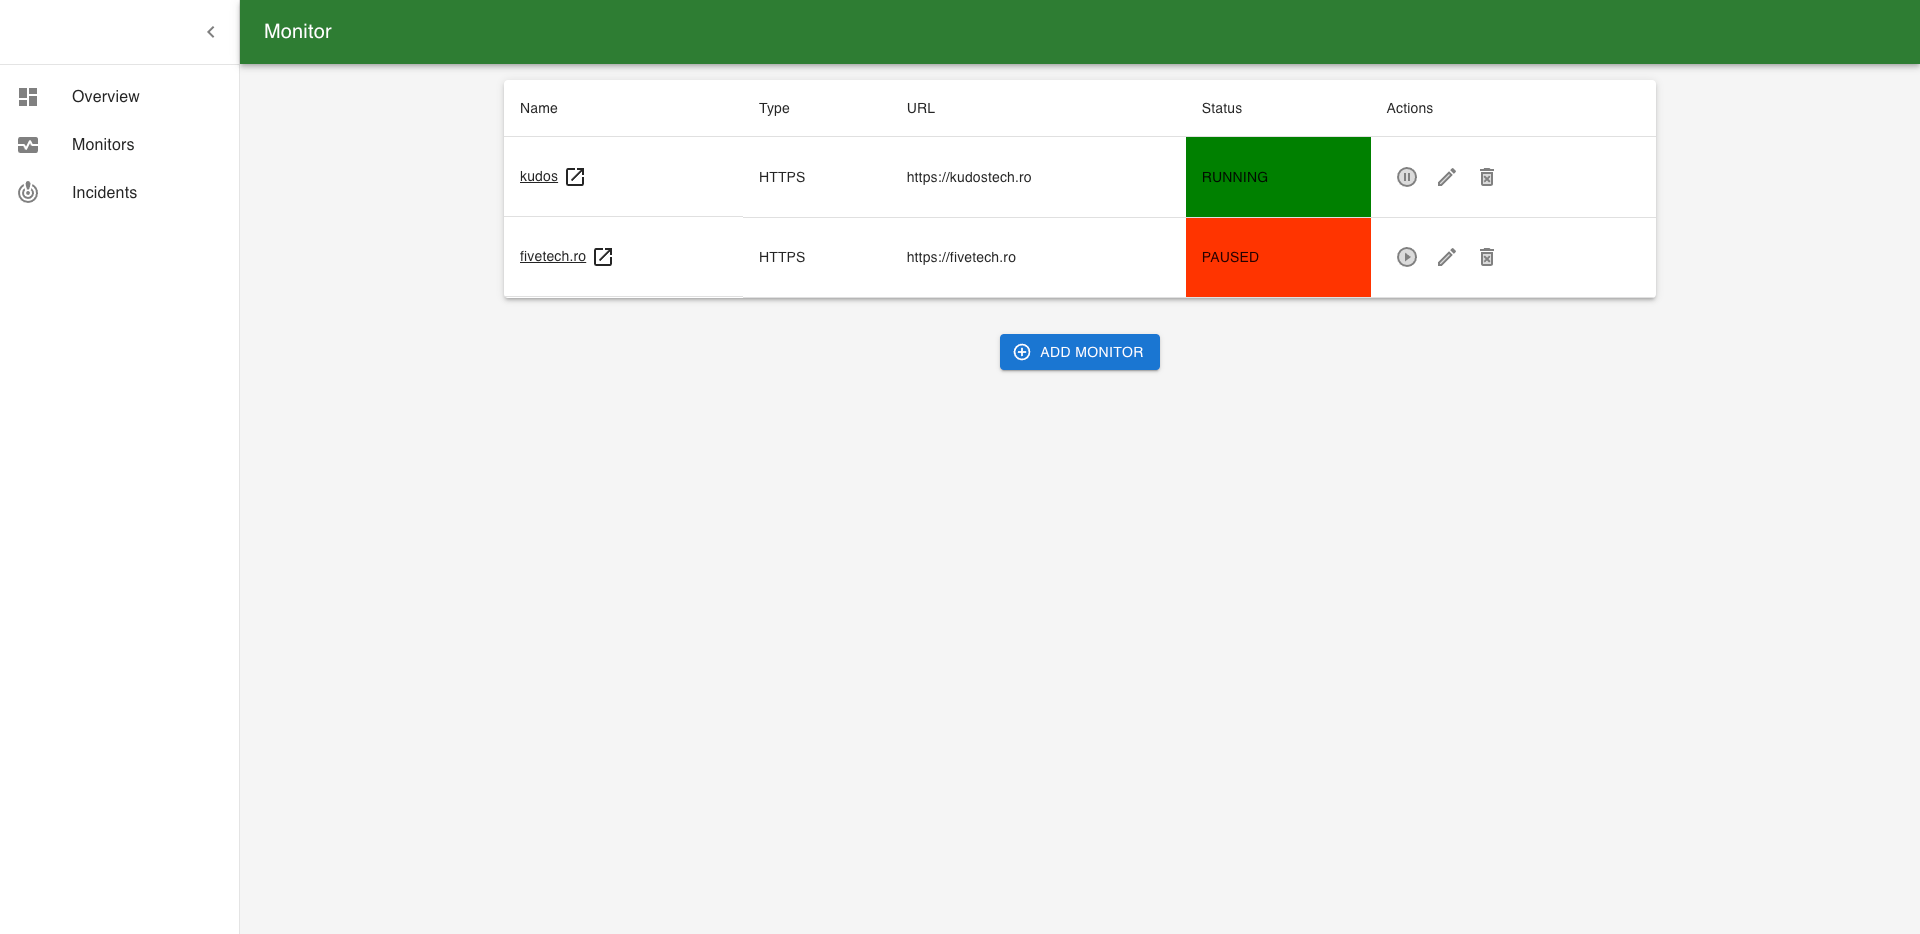 Monitor
Overview
Monitors
Incidents
Name Type URL Status Actions
kudos HTTPS https://kudostech.ro RUNNING
fivetech.ro HTTPS https://fivetech.ro PAUSED
ADD MONITOR